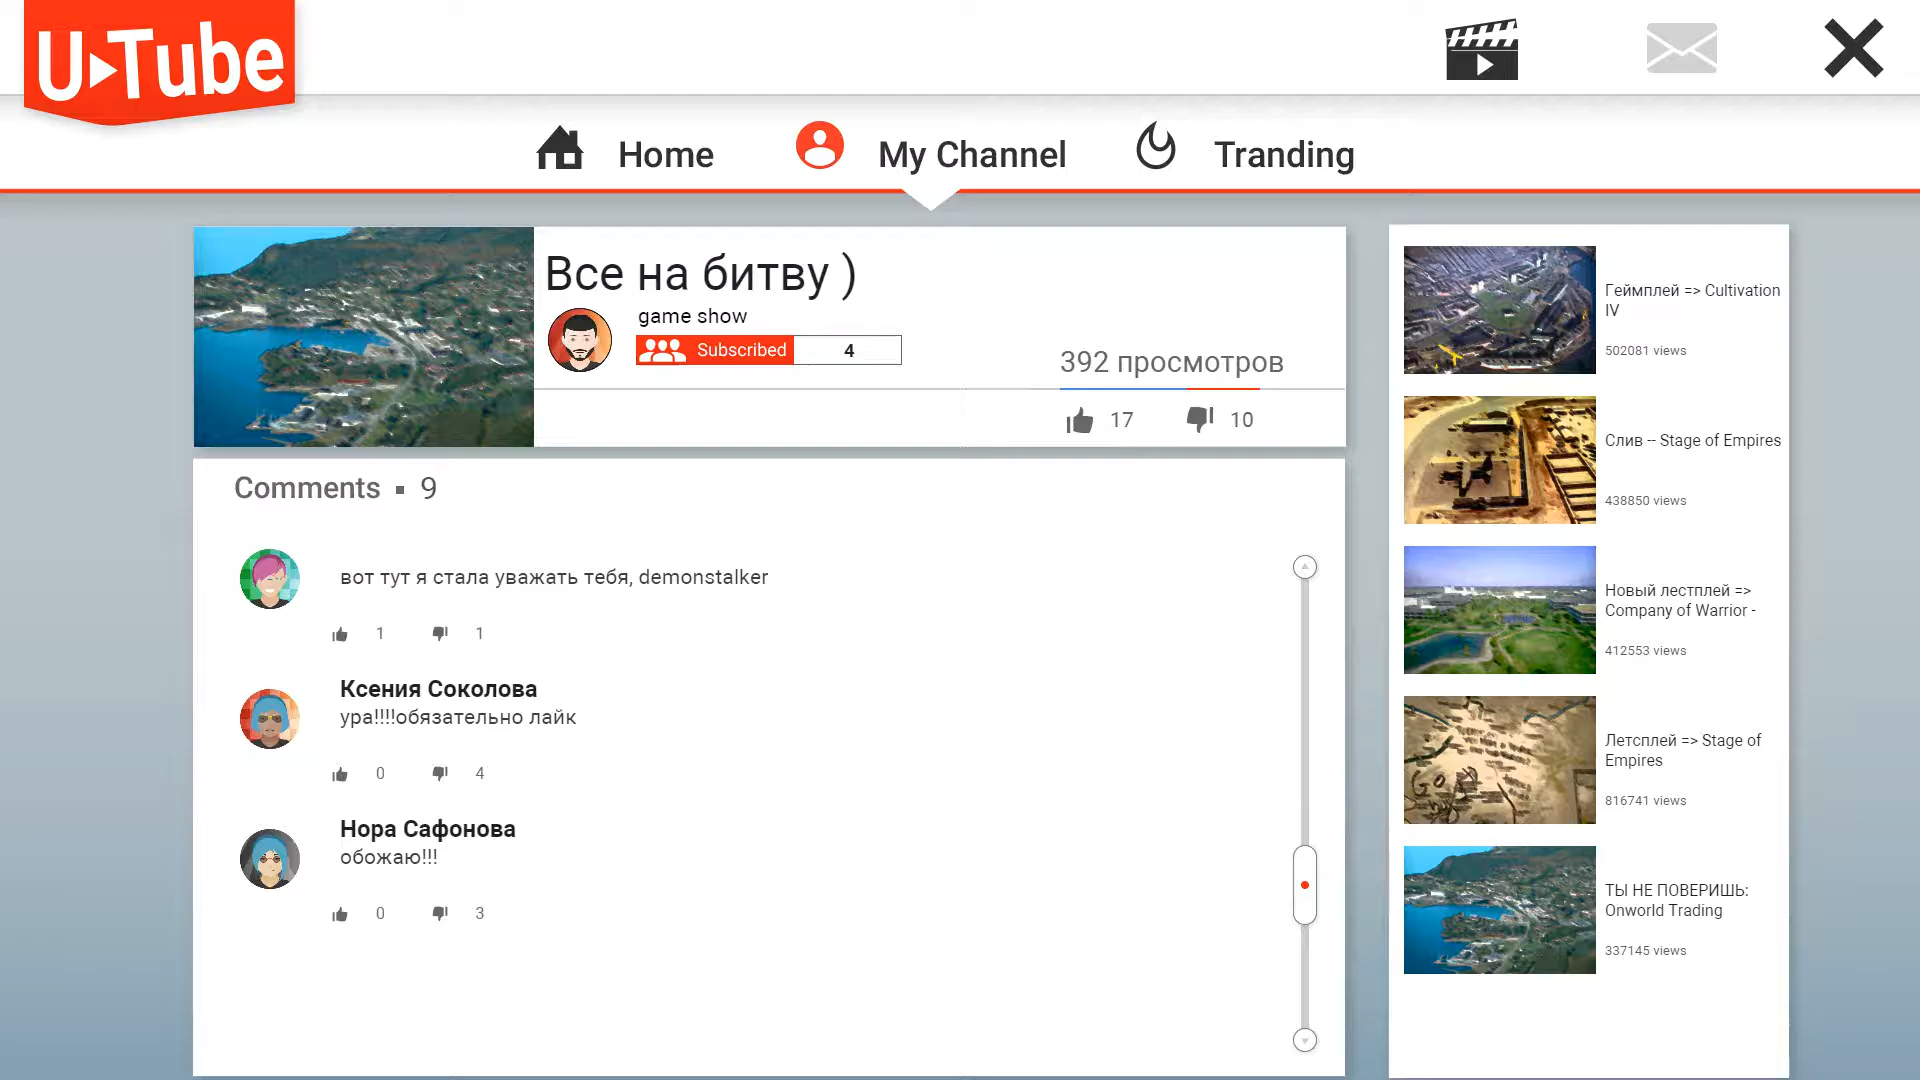 U Tube
Home
My Channel
Tranding
Все на битву )
game show
Subscribed
4
392 просмотров
17
10
Comments ▪ 9
вот тут я стала уважать тебя, demonstalker
1
1
Ксения Соколова
ура!!!!обязательно лайк
0
4
Нора Сафонова
обожаю!!!
0
3
Геймплей => Cultivation
IV
502081 views
Слив -- Stage of Empires
438850 views
Новый лестплей =>
Company of Warrior -
412553 views
Летсплей => Stage of
Empires
816741 views
ТЫ НЕ ПОВЕРИШЬ:
Onworld Trading
337145 views